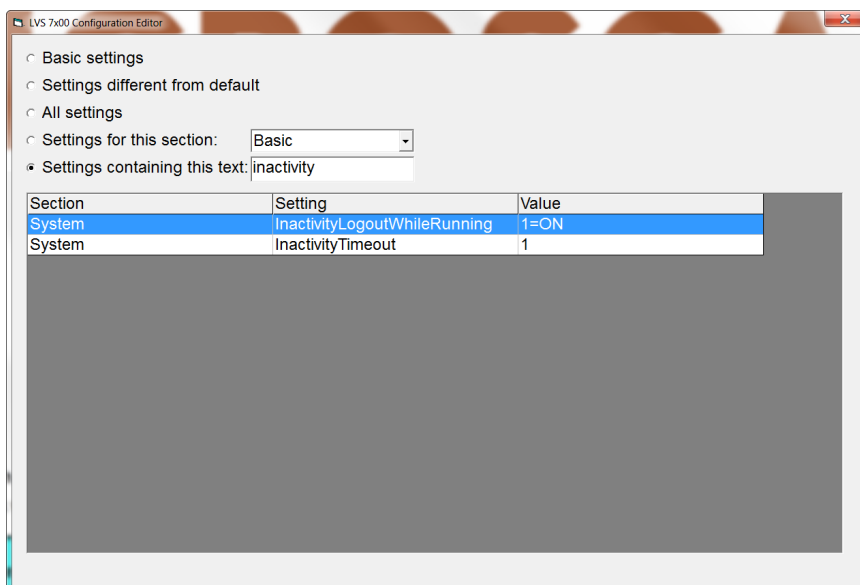 LVS 7x00 Configuration Editor
Basic settings
Settings different from default
All settings
Settings for this section: Basic
Settings containing this text: inactivity
Section Setting Value
System InactivityLogoutWhileRunning 1=ON
System InactivityTimeout 1